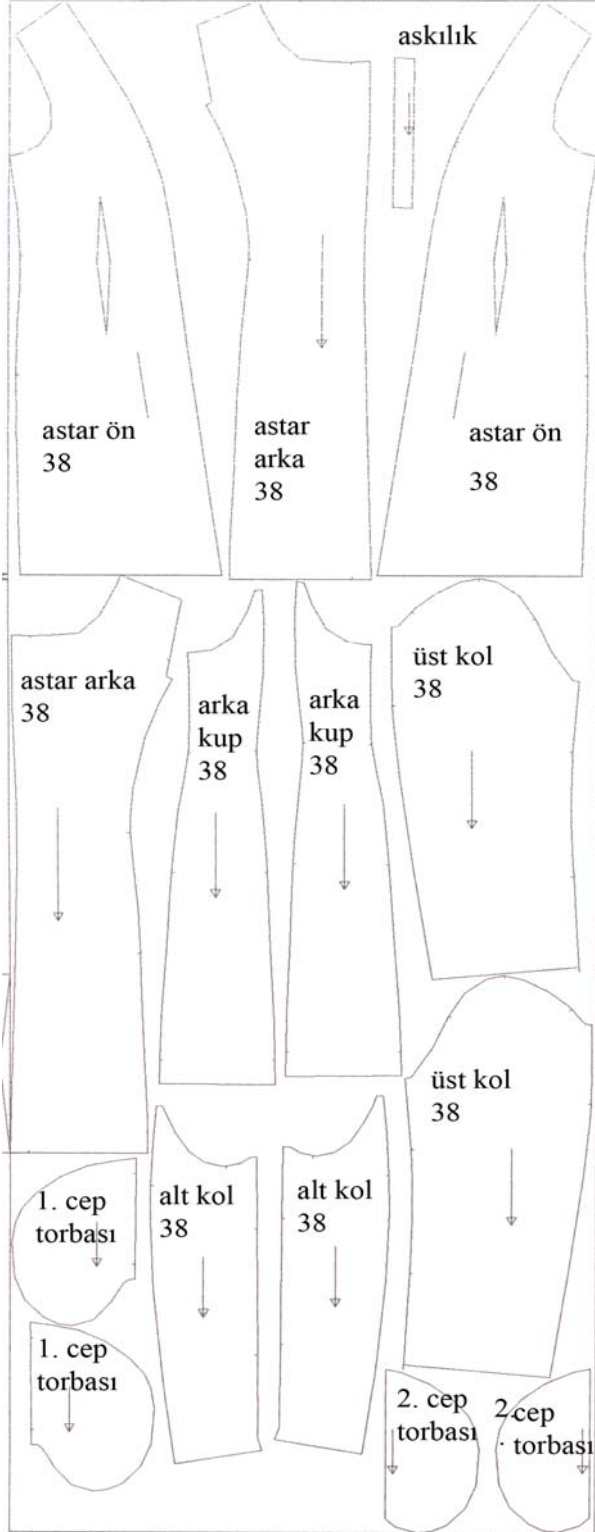 askılık
astar ön
38
astar
arka
38
astar ön
38
astar arka
38
arka
kup
38
arka
kup
38
üst kol
38
üst kol
38
1. cep
torbası
alt kol
38
alt kol
38
1. cep
torbası
2. cep
torbası
2. cep
torbası